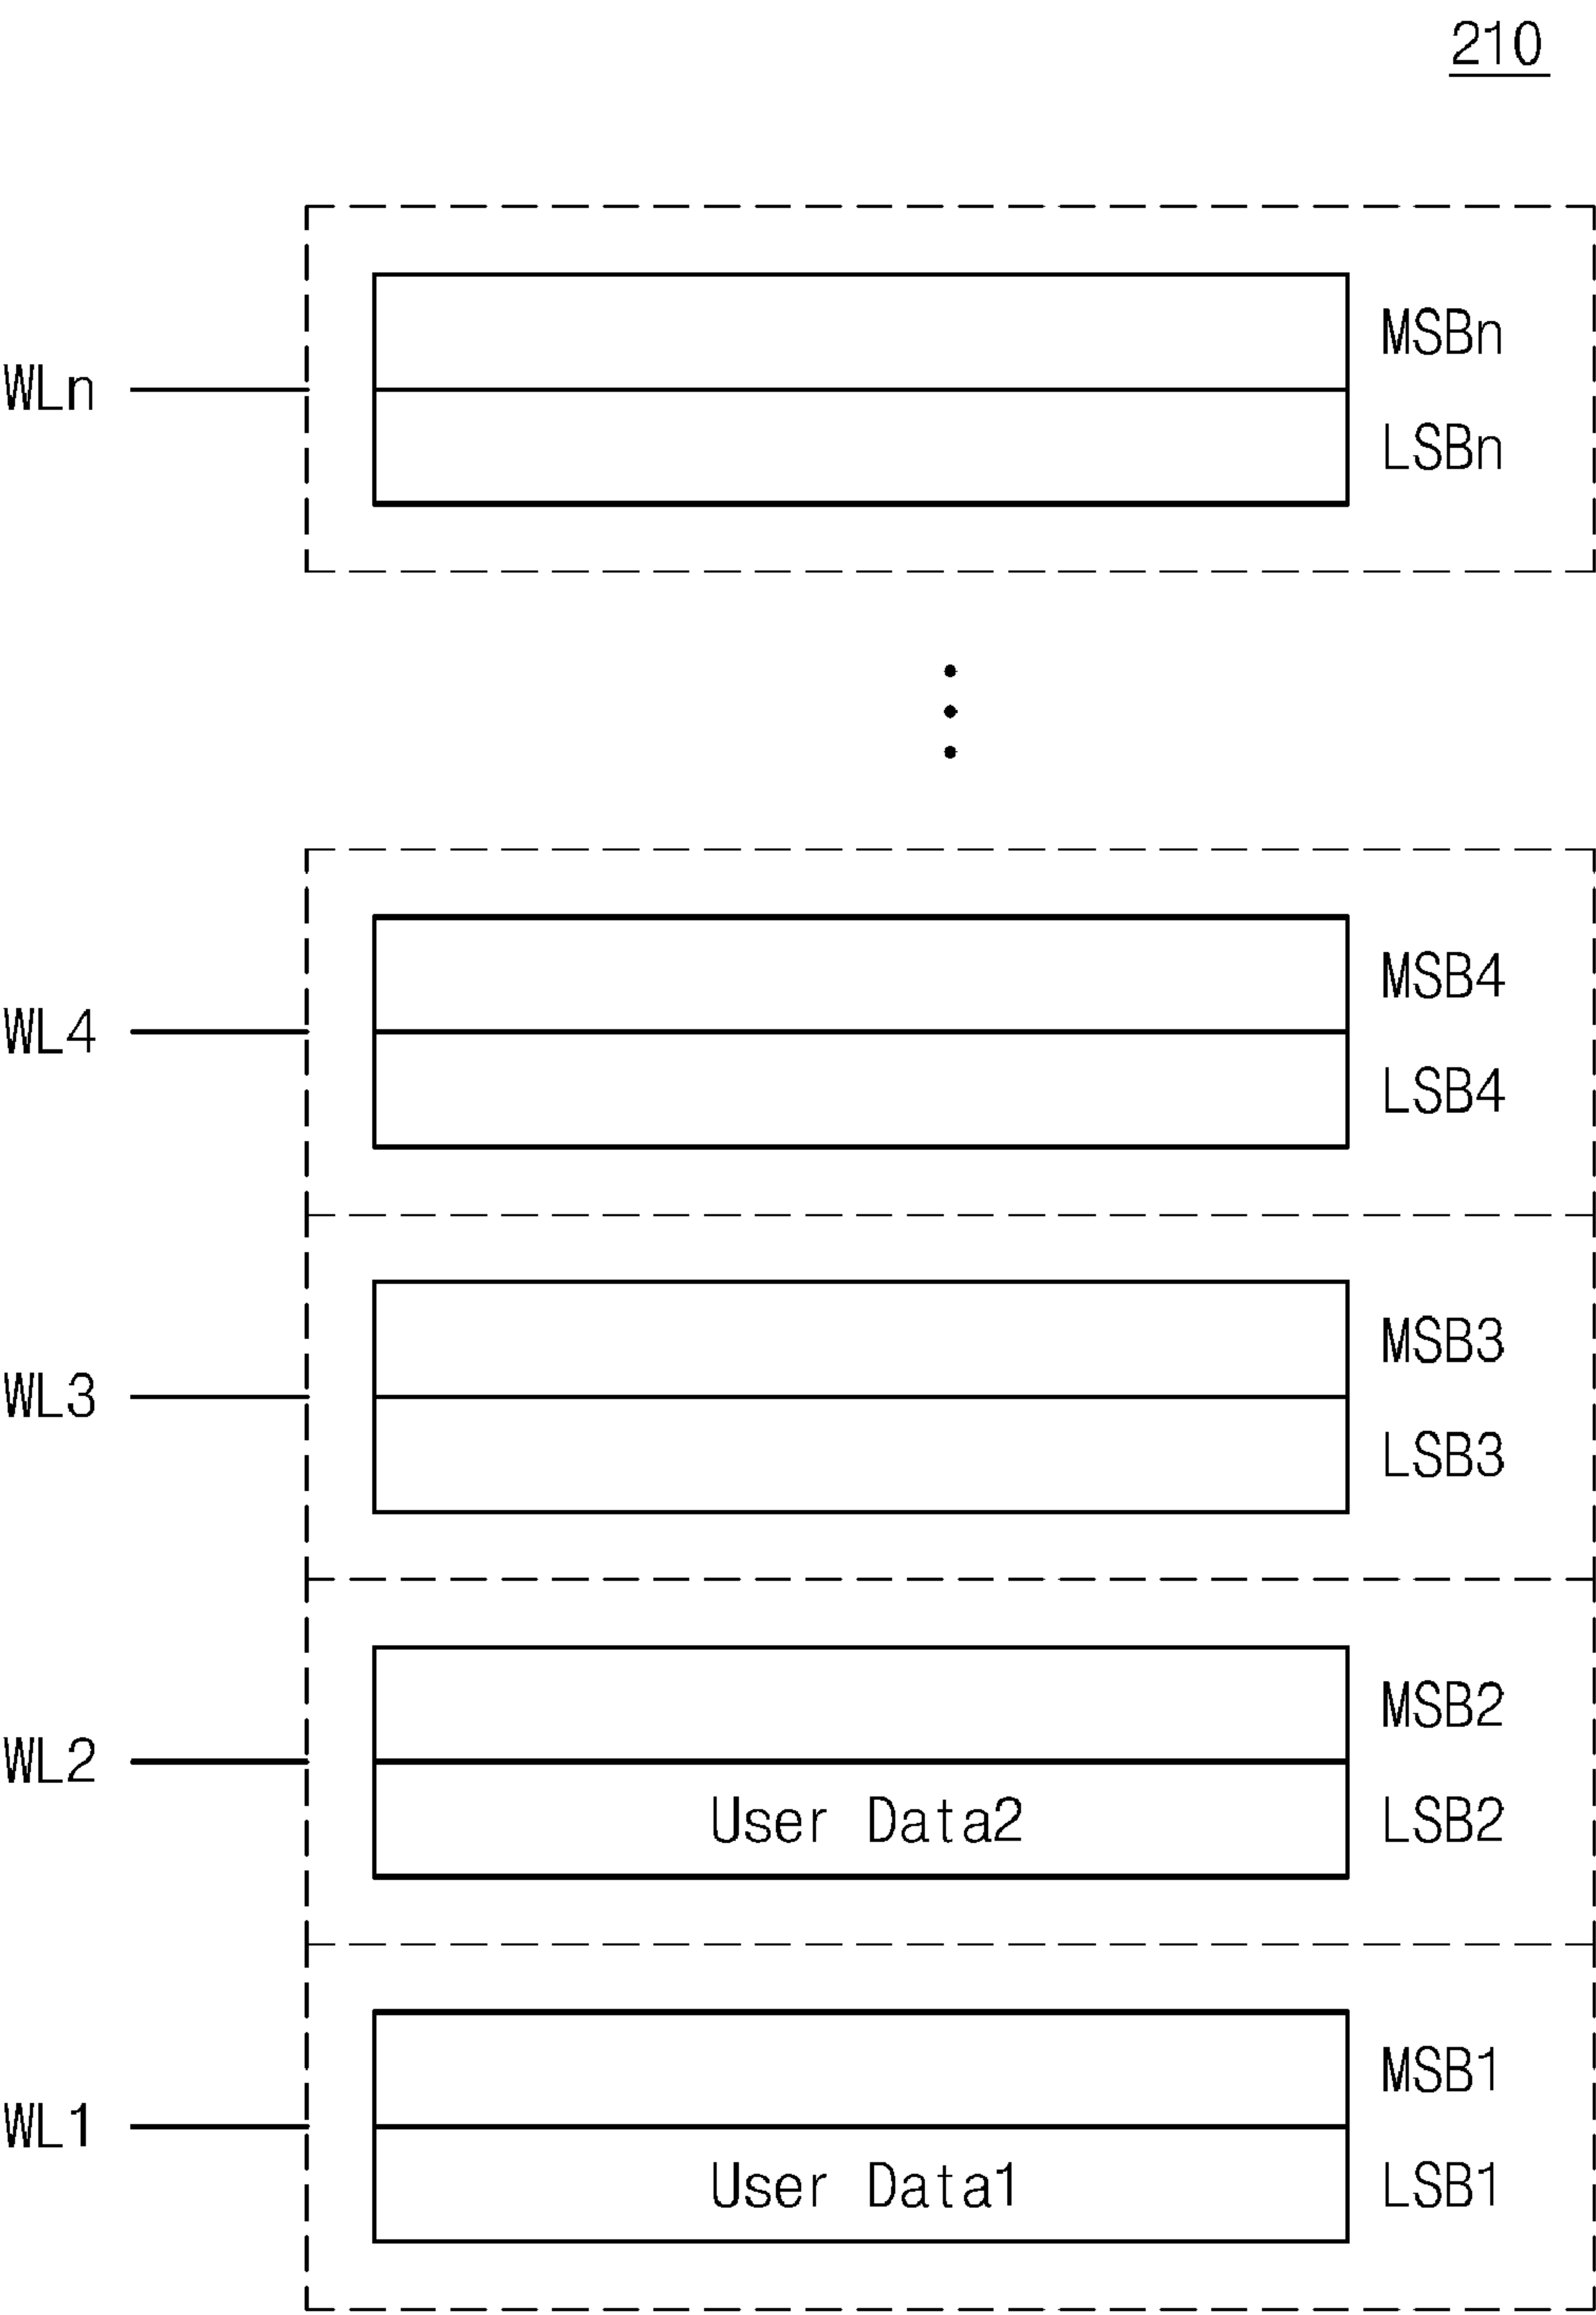 210
MSBn
WLn
LSBn
MSB4
WL4
LSB4
MSB3
WL3
LSB3
MSB2
WL2
User Data2 LSB2
MSB1
WL1
User Data1 LSB1